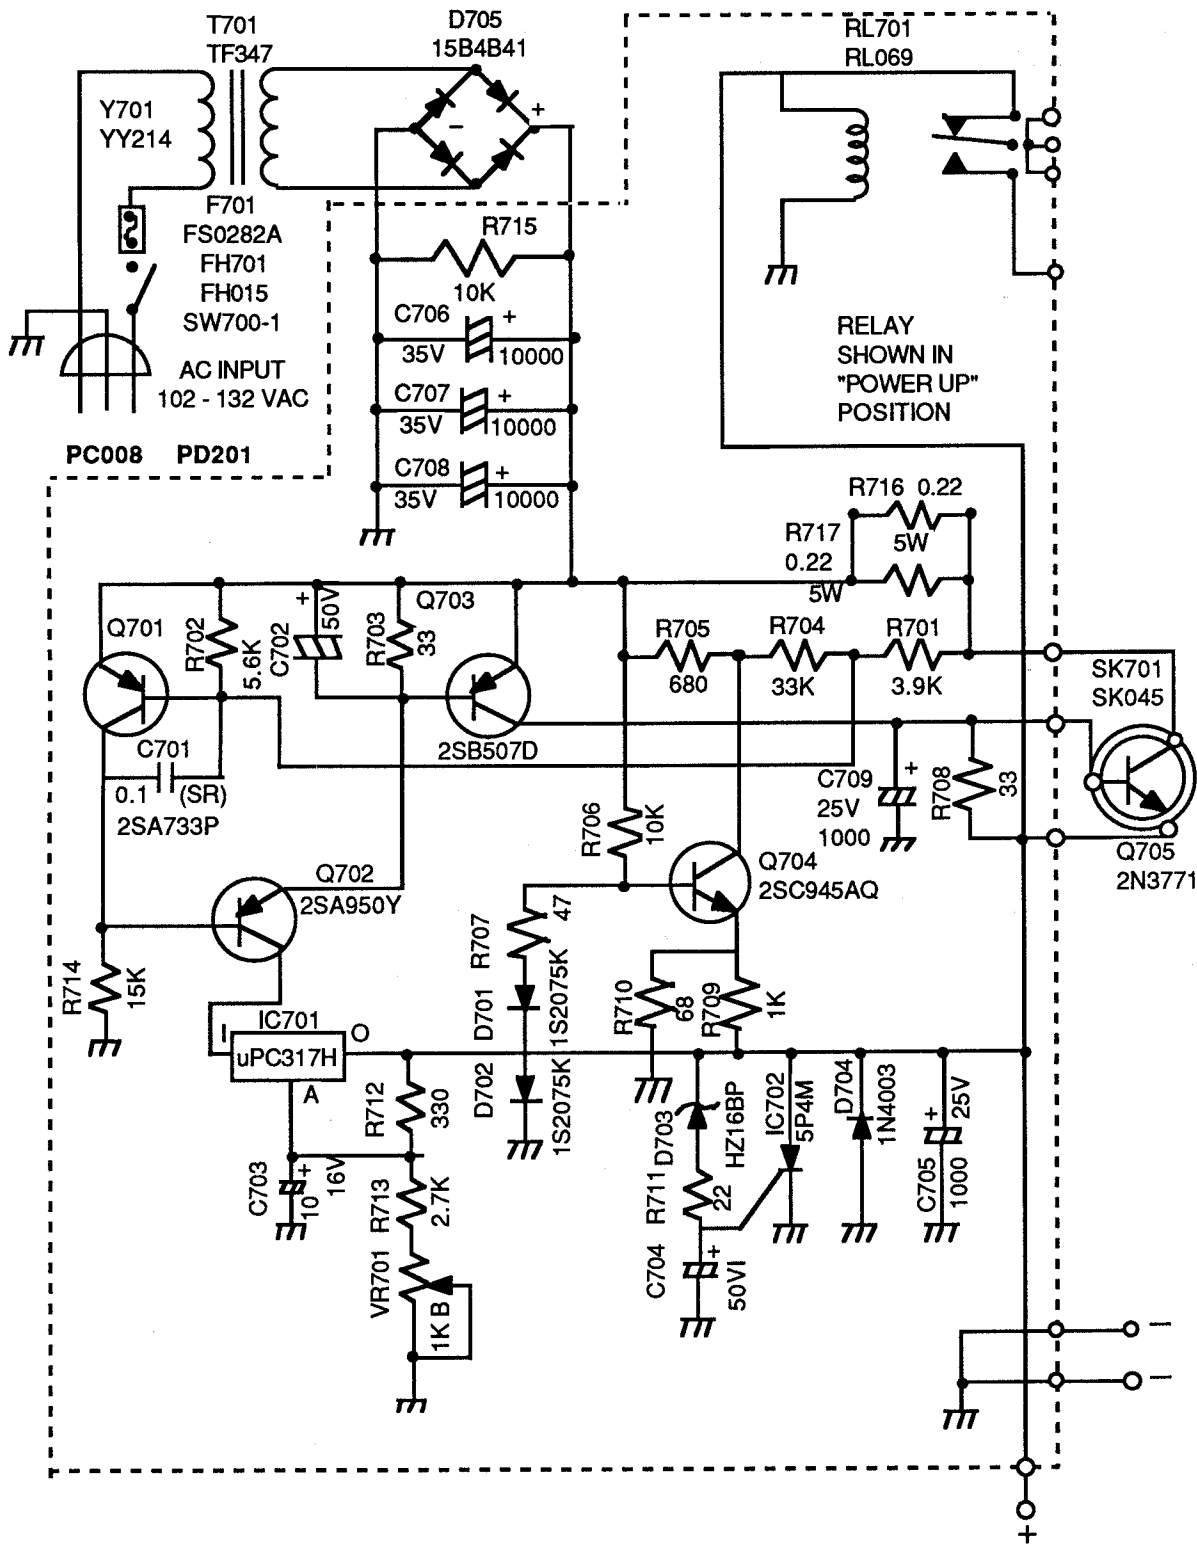 T701
TF347
D705
15B4B41
RL701
RL069
Y701
YY214
+
−
F701
FS0282A
FH701
FH015
SW700-1
R715
10K
C706
+
35V
10000
C707
+
35V
10000
C708
+
35V
10000
AC INPUT
102 - 132 VAC
PC008 PD201
RELAY
SHOWN IN
"POWER UP"
POSITION
R716 0.22
5W
R717
0.22
5W
Q701
R702
5.6K
C702
+
50V
R703
33
Q703
2SB507D
R705
680
R704
33K
R701
3.9K
SK701
SK045
C701
0.1 (SR)
2SA733P
C709
+
25V
1000
R708
33
R706
10K
Q702
2SA950Y
Q704
2SC945AQ
Q705
2N3771
R714
15K
R707
47
D701
1S2075K
D702
1S2075K
R710
68
R709
1K
I
IC701
O
uPC317H
A
R712
330
D703
HZ16BP
IC702
5P4M
D704
1N4003
C705
+
25V
1000
C703
+
10
16V
R713
2.7K
R711
22
C704
+
50VI
VR701
1K B
−
−
+